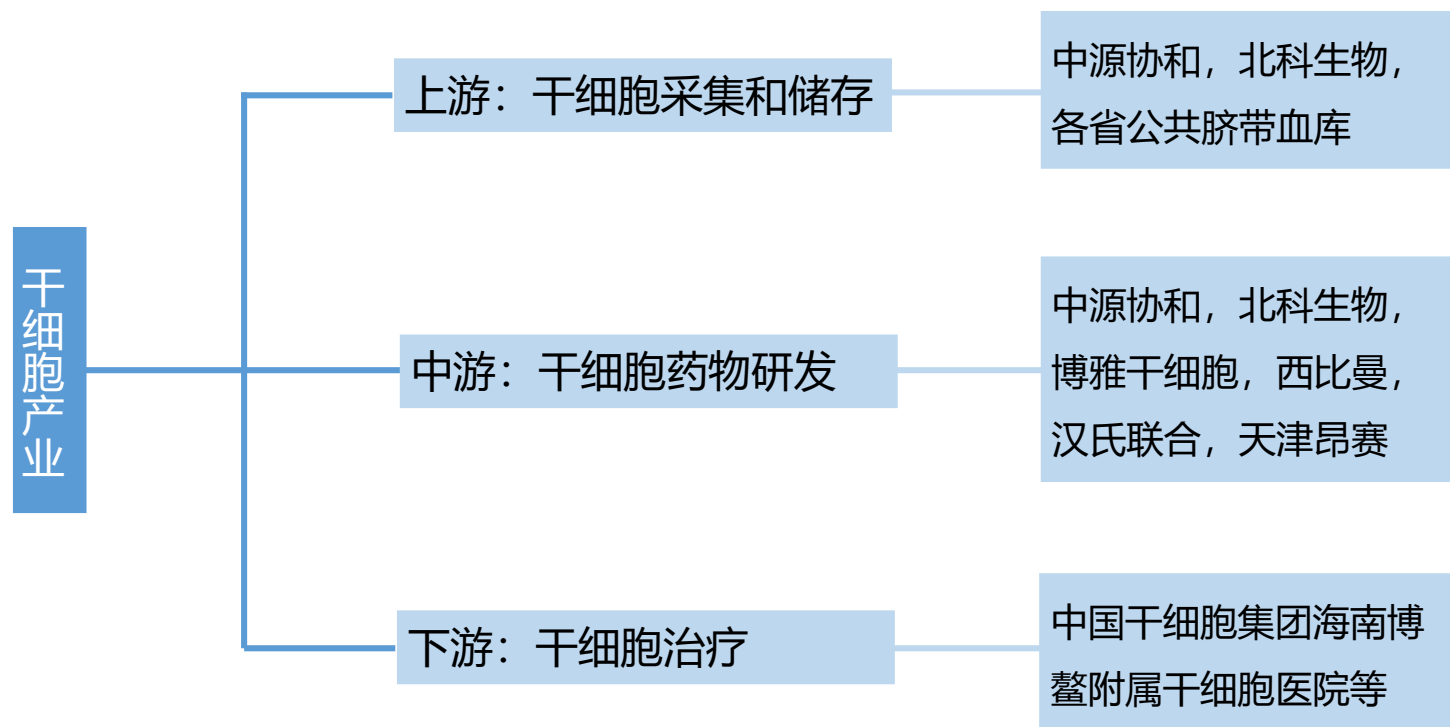 干细胞产业
上游：干细胞采集和储存
中源协和，北科生物，
各省公共脐带血库
中游：干细胞药物研发
中源协和，北科生物，
博雅干细胞，西比曼，
汉氏联合，天津昂赛
下游：干细胞治疗
中国干细胞集团海南博
鳌附属干细胞医院等